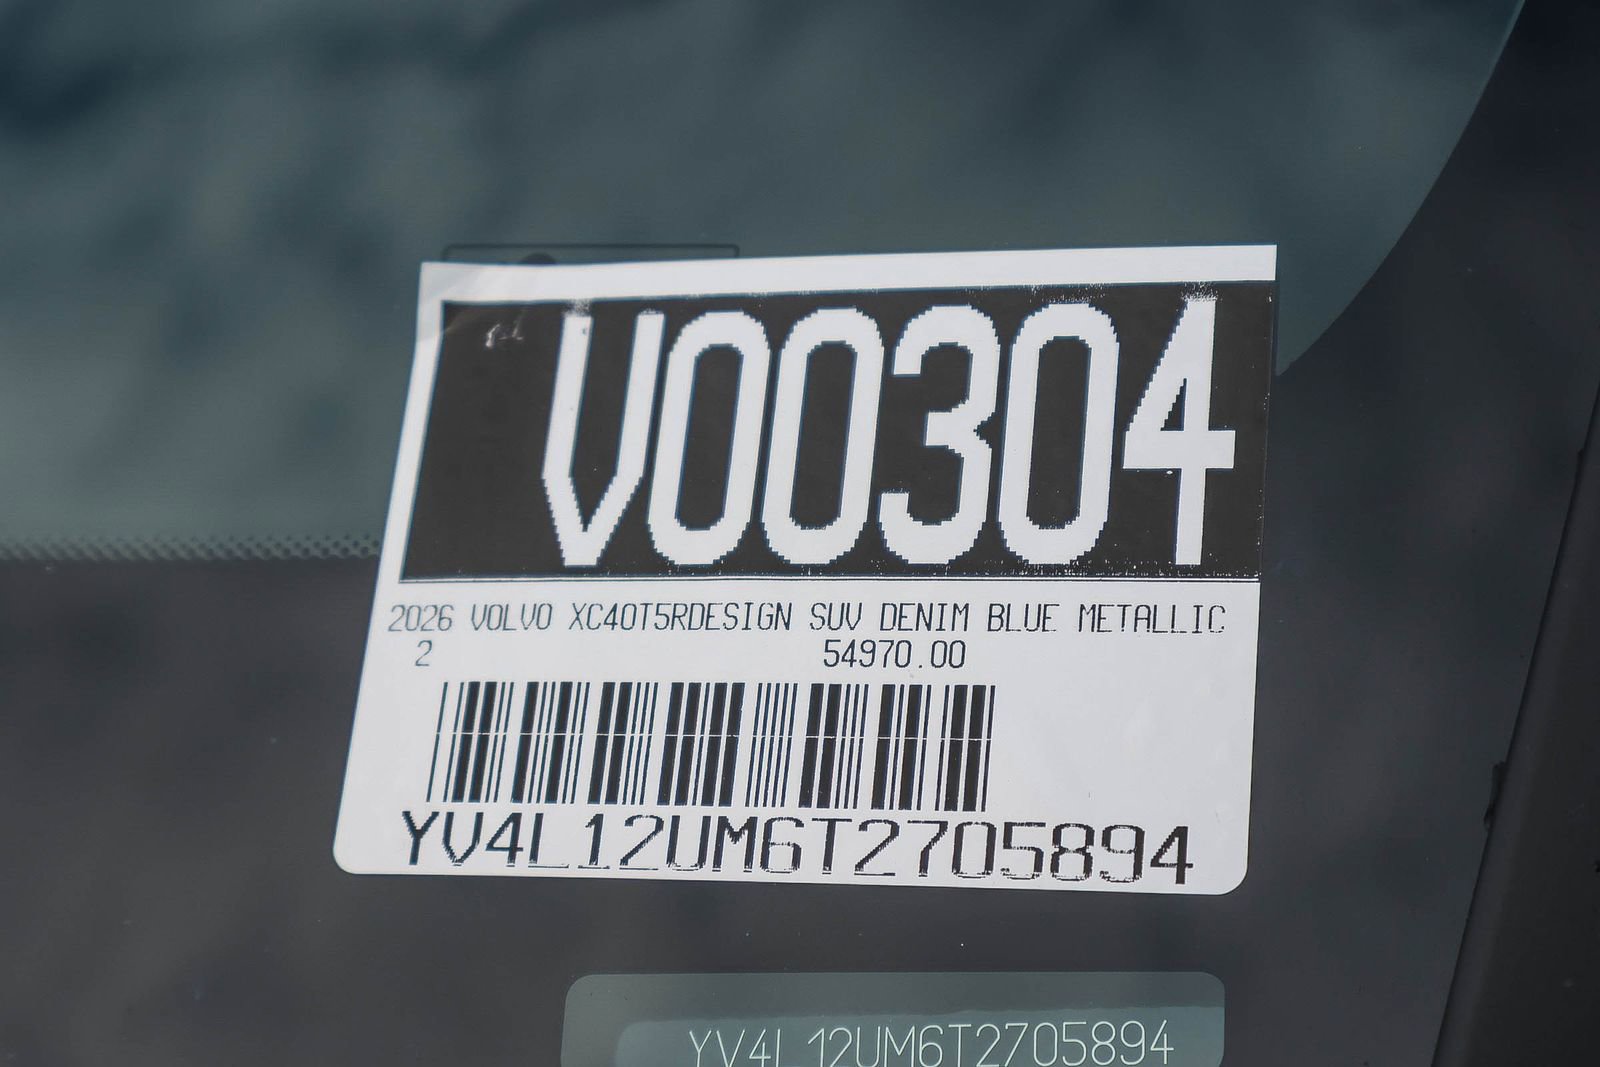 V00304
2026 VOLVO XC40T5RDESIGN SUV DENIM BLUE METALLIC
2 54970.00
YV4L12UM6T2705894
YV4L12UM6T2705894